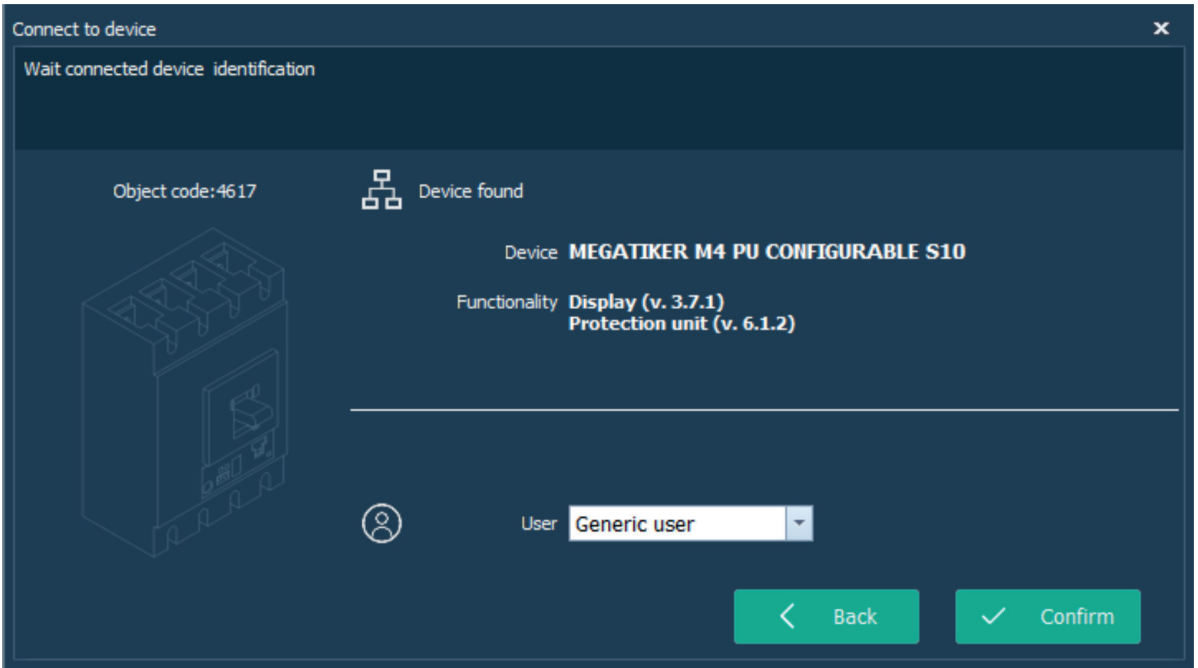 Connect to device
Wait connected device identification
Object code:4617
Device found
Device MEGATIKER M4 PU CONFIGURABLE S10
Functionality Display (v. 3.7.1)
Protection unit (v. 6.1.2)
User Generic user
Back
Confirm